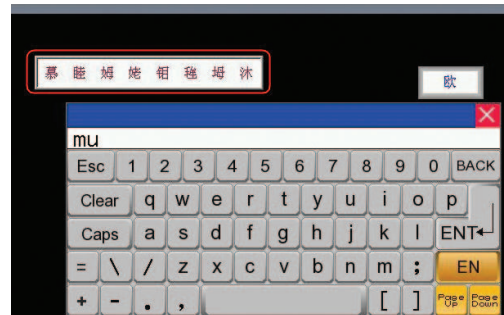 慕 睦 姆 姥 钼 毪 坶 沐
欧
mu
Esc 1 2 3 4 5 6 7 8 9 0 BACK
Clear q w e r t y u i o p
Caps a s d f g h j k l ENT
= \ / z x c v b n m ; EN
+ - . , [ ] Page Up Page Down